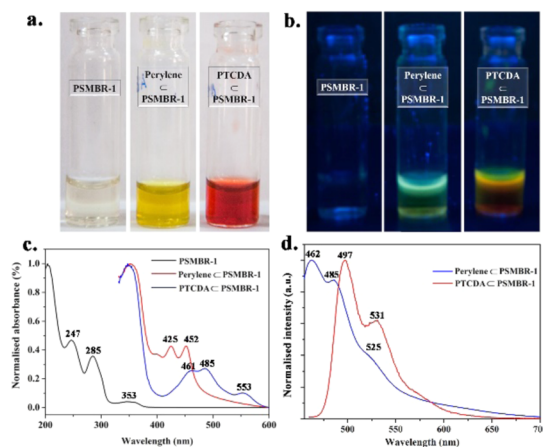 a.
PSMBR-1
Perylene
⊂
PSMBR-1
PTCDA
⊂
PSMBR-1
b.
PSMBR-1
Perylene
⊂
PSMBR-1
PTCDA
⊂
PSMBR-1
c.
Normalised absorbance (%)
1.0
0.8
0.6
0.4
0.2
0.0
PSMBR-1
Perylene⊂PSMBR-1
PTCDA⊂PSMBR-1
247
285
353
425
452
461
485
553
200
300
400
500
600
Wavelength (nm)
d.
Normalised intensity (a.u.)
Perylene⊂PSMBR-1
PTCDA⊂PSMBR-1
462
485
497
531
525
500
550
600
650
Wavelength (nm)